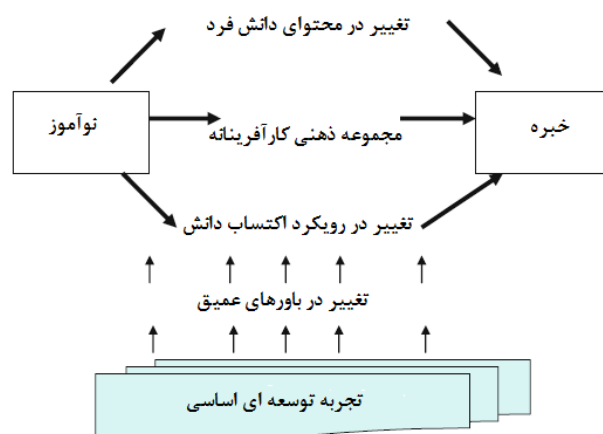 تغییر در محتوای دانش فرد
نوآموز
خبره
مجموعه ذهنی کارآفرینانه
تغییر در رویکرد اکتساب دانش
تغییر در باورهای عمیق
تجربه توسعه ای اساسی